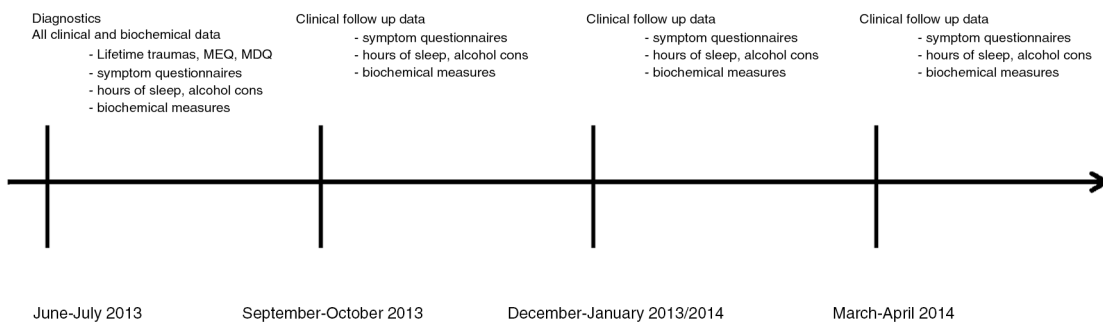 Diagnostics
All clinical and biochemical data
- Lifetime traumas, MEQ, MDQ
- symptom questionnaires
- hours of sleep, alcohol cons
- biochemical measures
Clinical follow up data
- symptom questionnaires
- hours of sleep, alcohol cons
- biochemical measures
Clinical follow up data
- symptom questionnaires
- hours of sleep, alcohol cons
- biochemical measures
Clinical follow up data
- symptom questionnaires
- hours of sleep, alcohol cons
- biochemical measures
June-July 2013
September-October 2013
December-January 2013/2014
March-April 2014